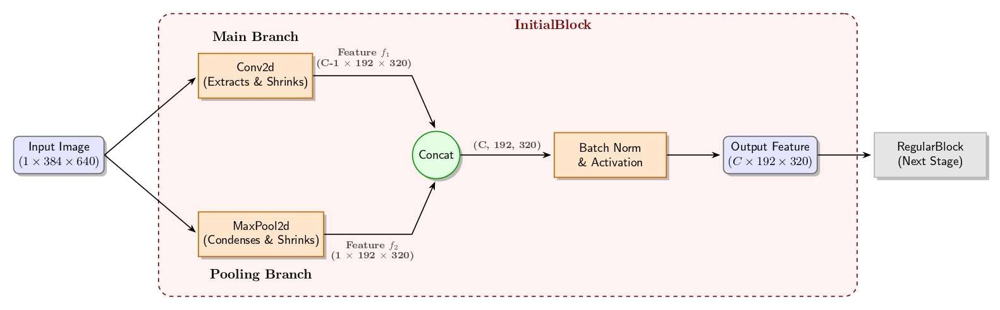 InitialBlock
Main Branch
Feature f₁
(C-1 × 192 × 320)
Conv2d
(Extracts & Shrinks)
Input Image
(1 × 384 × 640)
Concat
(C, 192, 320)
Batch Norm
& Activation
Output Feature
(C × 192 × 320)
RegularBlock
(Next Stage)
MaxPool2d
(Condenses & Shrinks)
Feature f₂
(1 × 192 × 320)
Pooling Branch